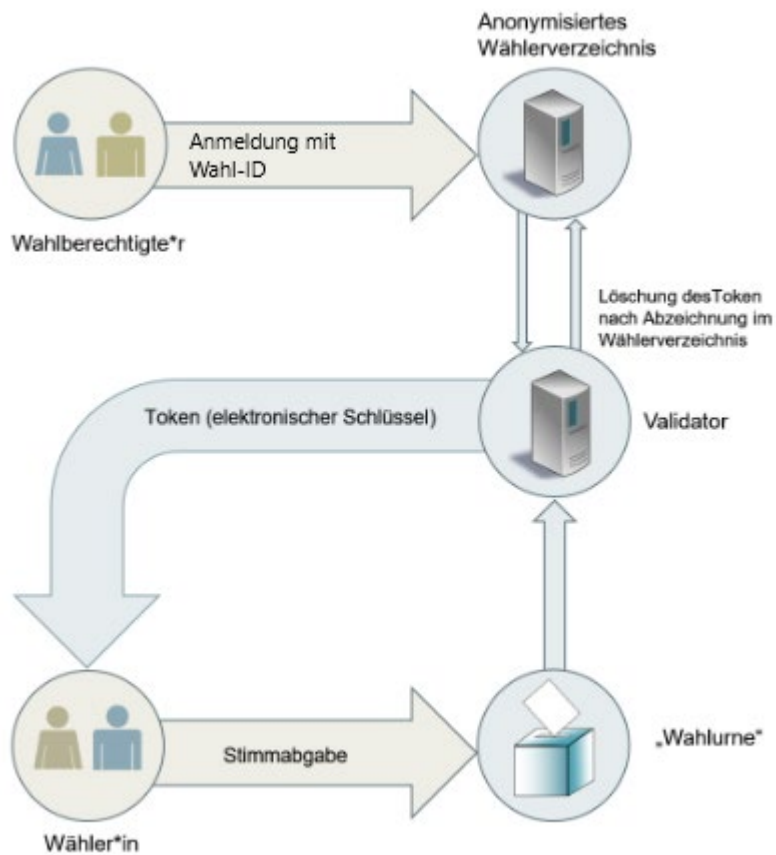 Anonymisiertes
Wählerverzeichnis
Anmeldung mit
Wahl-ID
Wahlberechtigte*r
Löschung desToken
nach Abzeichnung im
Wählerverzeichnis
Token (elektronischer Schlüssel)
Validator
Stimmabgabe
„Wahlurne“
Wähler*in